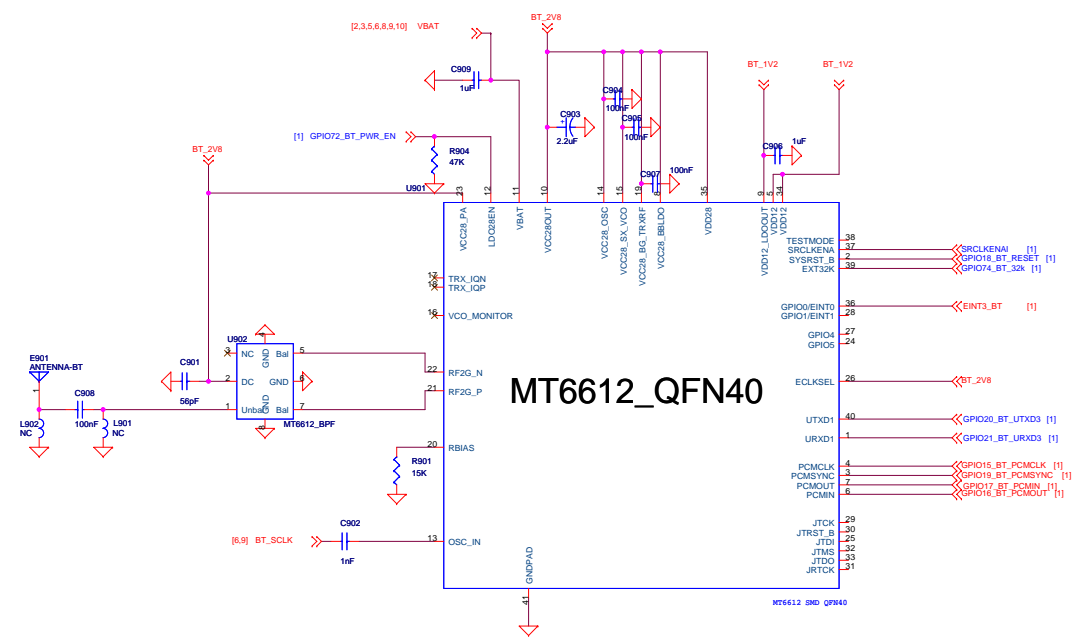 [2,3,5,6,8,9,10] VBAT
BT_2V8
BT_1V2
BT_1V2
C909
1uF
C904
100nF
C903
2.2uF
C905
100nF
C907
100nF
C906
1uF
[1] GPIO72_BT_PWR_EN
R904
47K
BT_2V8
U901
23
12
11
10
14
15
19
8
35
9
5
34
VCC28_PA
LDO28EN
VBAT
VCC28OUT
VCC28_OSC
VCC28_SX_VCO
VCC28_BG_TRXRF
VCC28_BBLDO
VDD28
VDD12_LDOOUT
VDD12
VDD12
TESTMODE 38
SRCLKENA 37 SRCLKENAI [1]
SYSRST_B 2 GPIO18_BT_RESET [1]
EXT32K 39 GPIO74_BT_32k [1]
17 TRX_IQN
18 TRX_IQP
16 VCO_MONITOR
GPIO0/EINT0 36 EINT3_BT [1]
GPIO1/EINT1 28
GPIO4 27
GPIO5 24
U902
3 NC
GND 4
Bal 5
2 DC
GND 6
1 Unbal
GND 8
Bal 7
MT6612_BPF
E901
ANTENNA-BT
1
C901
56pF
C908
100nF
L902
NC
L901
NC
22 RF2G_N
21 RF2G_P
MT6612_QFN40
ECLKSEL 26 BT_2V8
UTXD1 40 GPIO20_BT_UTXD3 [1]
URXD1 1 GPIO21_BT_URXD3 [1]
20 RBIAS
R901
15K
PCMCLK 4 GPIO15_BT_PCMCLK [1]
PCMSYNC 3 GPIO19_BT_PCMSYNC [1]
PCMOUT 7 GPIO17_BT_PCMIN [1]
PCMIN 6 GPIO16_BT_PCMOUT [1]
C902
1nF
[6,9] BT_SCLK
13 OSC_IN
JTCK 29
JTRST_B 30
JTDI 25
JTMS 32
JTDO 33
JRTCK 31
GNDPAD
41
MT6612 SMD QFN40